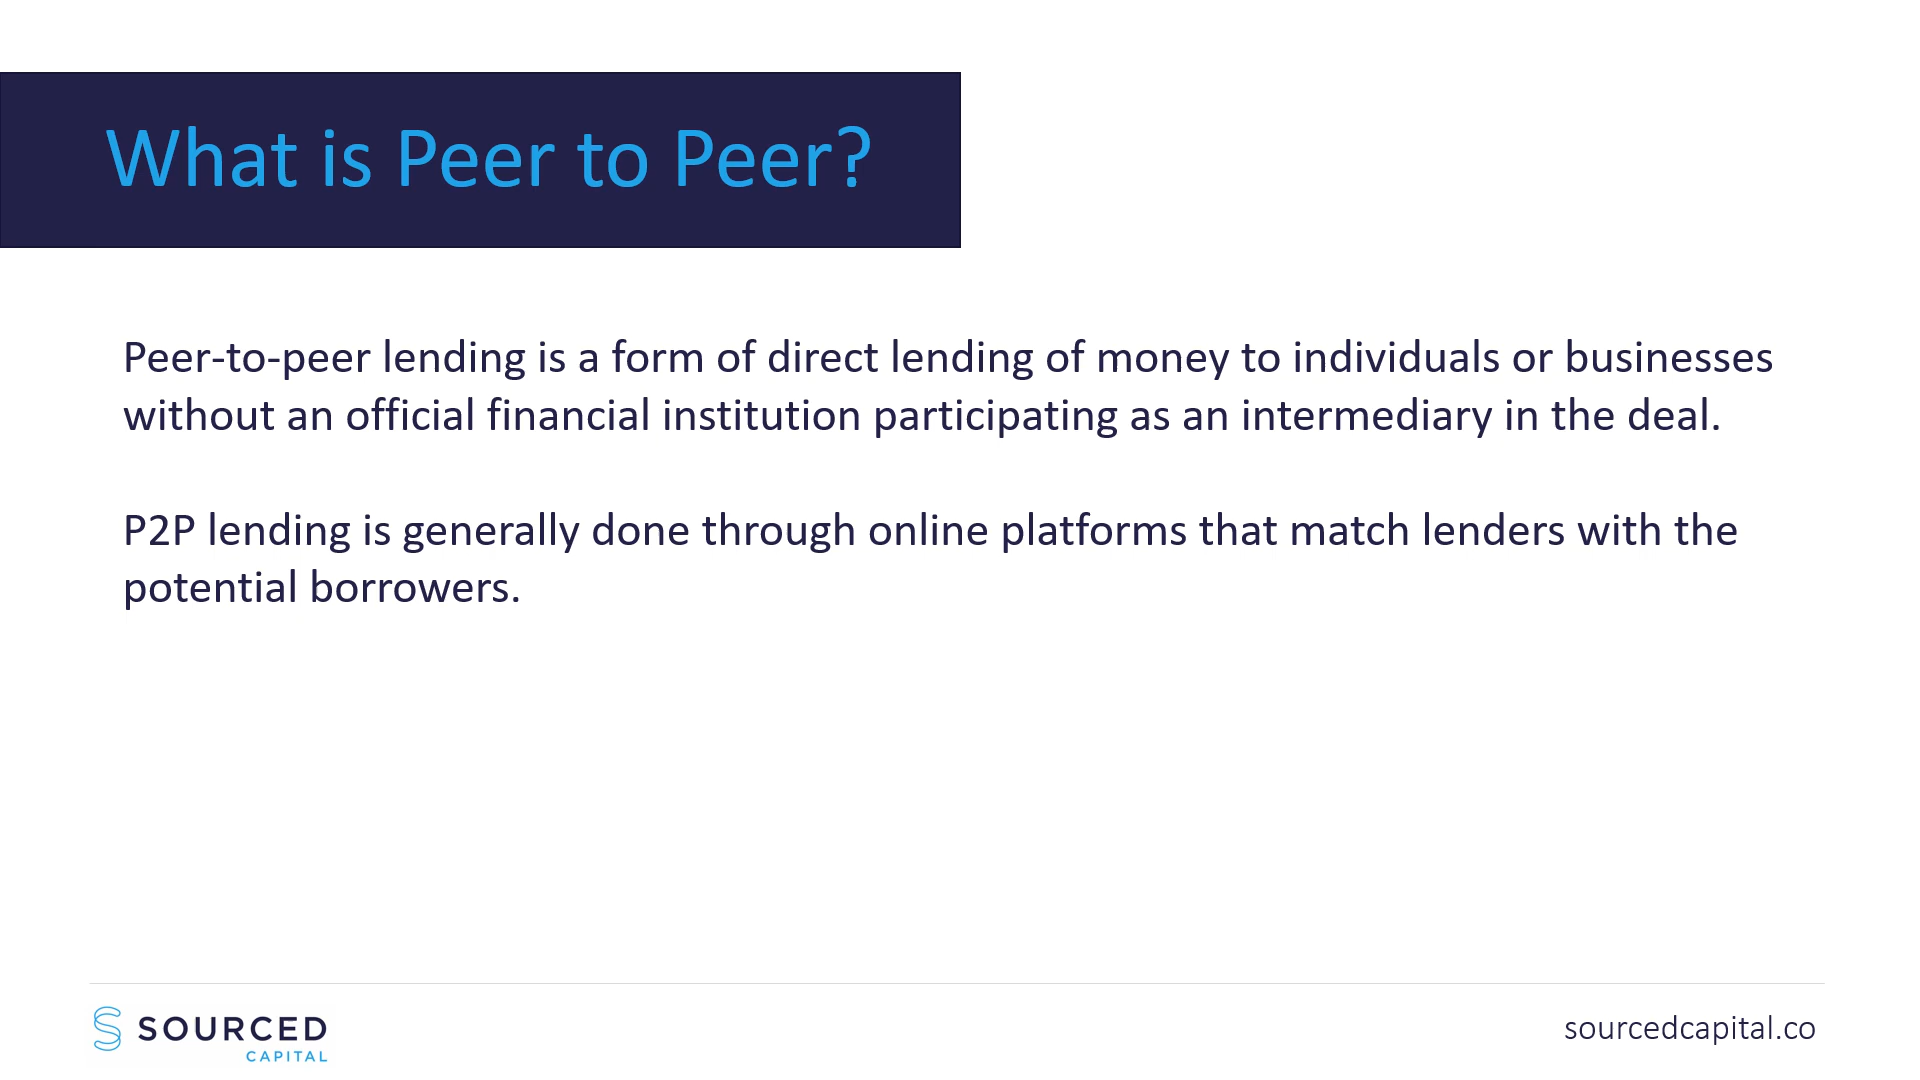 What is Peer to Peer?
Peer-to-peer lending is a form of direct lending of money to individuals or businesses
without an official financial institution participating as an intermediary in the deal.
P2P lending is generally done through online platforms that match lenders with the
potential borrowers.
SOURCED
CAPITAL
sourcedcapital.co